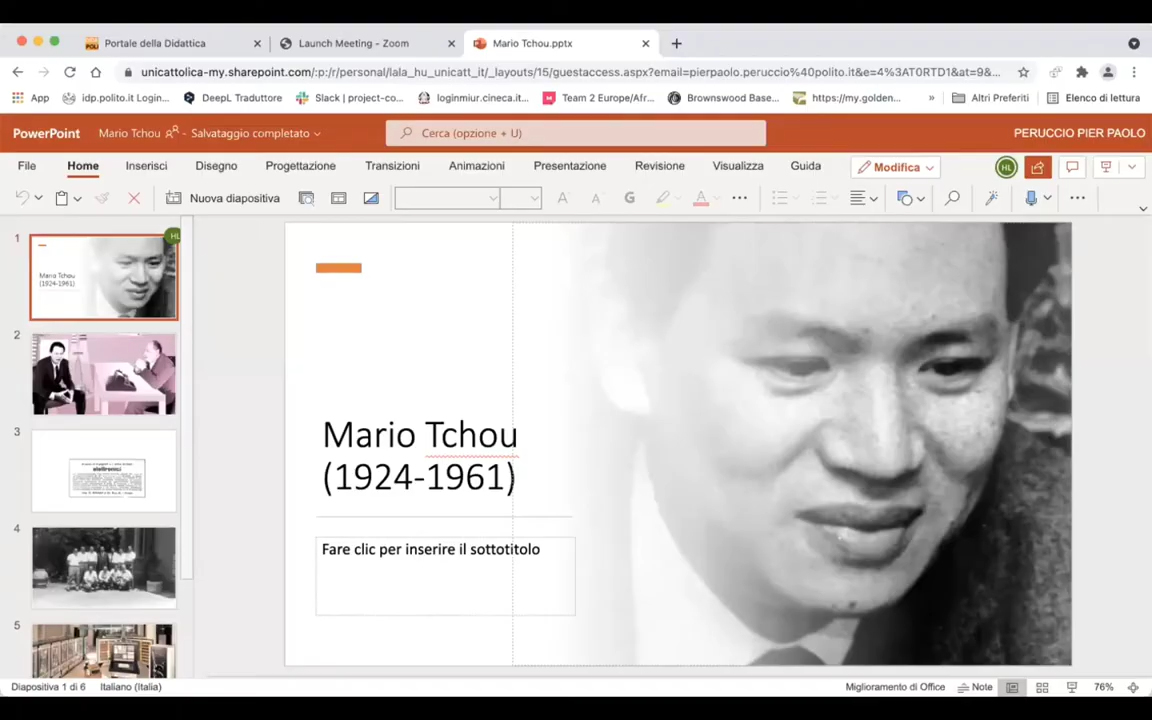 Portale della Didattica
Launch Meeting - Zoom
Mario Tchou.pptx
unicattolica-my.sharepoint.com/:p:/r/personal/lala_hu_unicatt_it/_layouts/15/guestaccess.aspx?email=pierpaolo.peruccio%40polito.it&e=4%3AT0RTD1&at=9&...
App
idp.polito.it Login...
DeepL Traduttore
Slack | project-co...
loginmiur.cineca.it...
Team 2 Europe/Afr...
Brownswood Base...
https://my.golden...
»
Altri Preferiti
Elenco di lettura
PowerPoint
Mario Tchou
- Salvataggio completato
Cerca (opzione + U)
PERUCCIO PIER PAOLO
File
Home
Inserisci
Disegno
Progettazione
Transizioni
Animazioni
Presentazione
Revisione
Visualizza
Guida
Modifica
HL
Nuova diapositiva
G
A
1
HL
Mario Tchou
(1924-1961)
2
3
elettronici
4
5
Mario Tchou
(1924-1961)
Fare clic per inserire il sottotitolo
Diapositiva 1 di 6
Italiano (Italia)
Miglioramento di Office
Note
76%